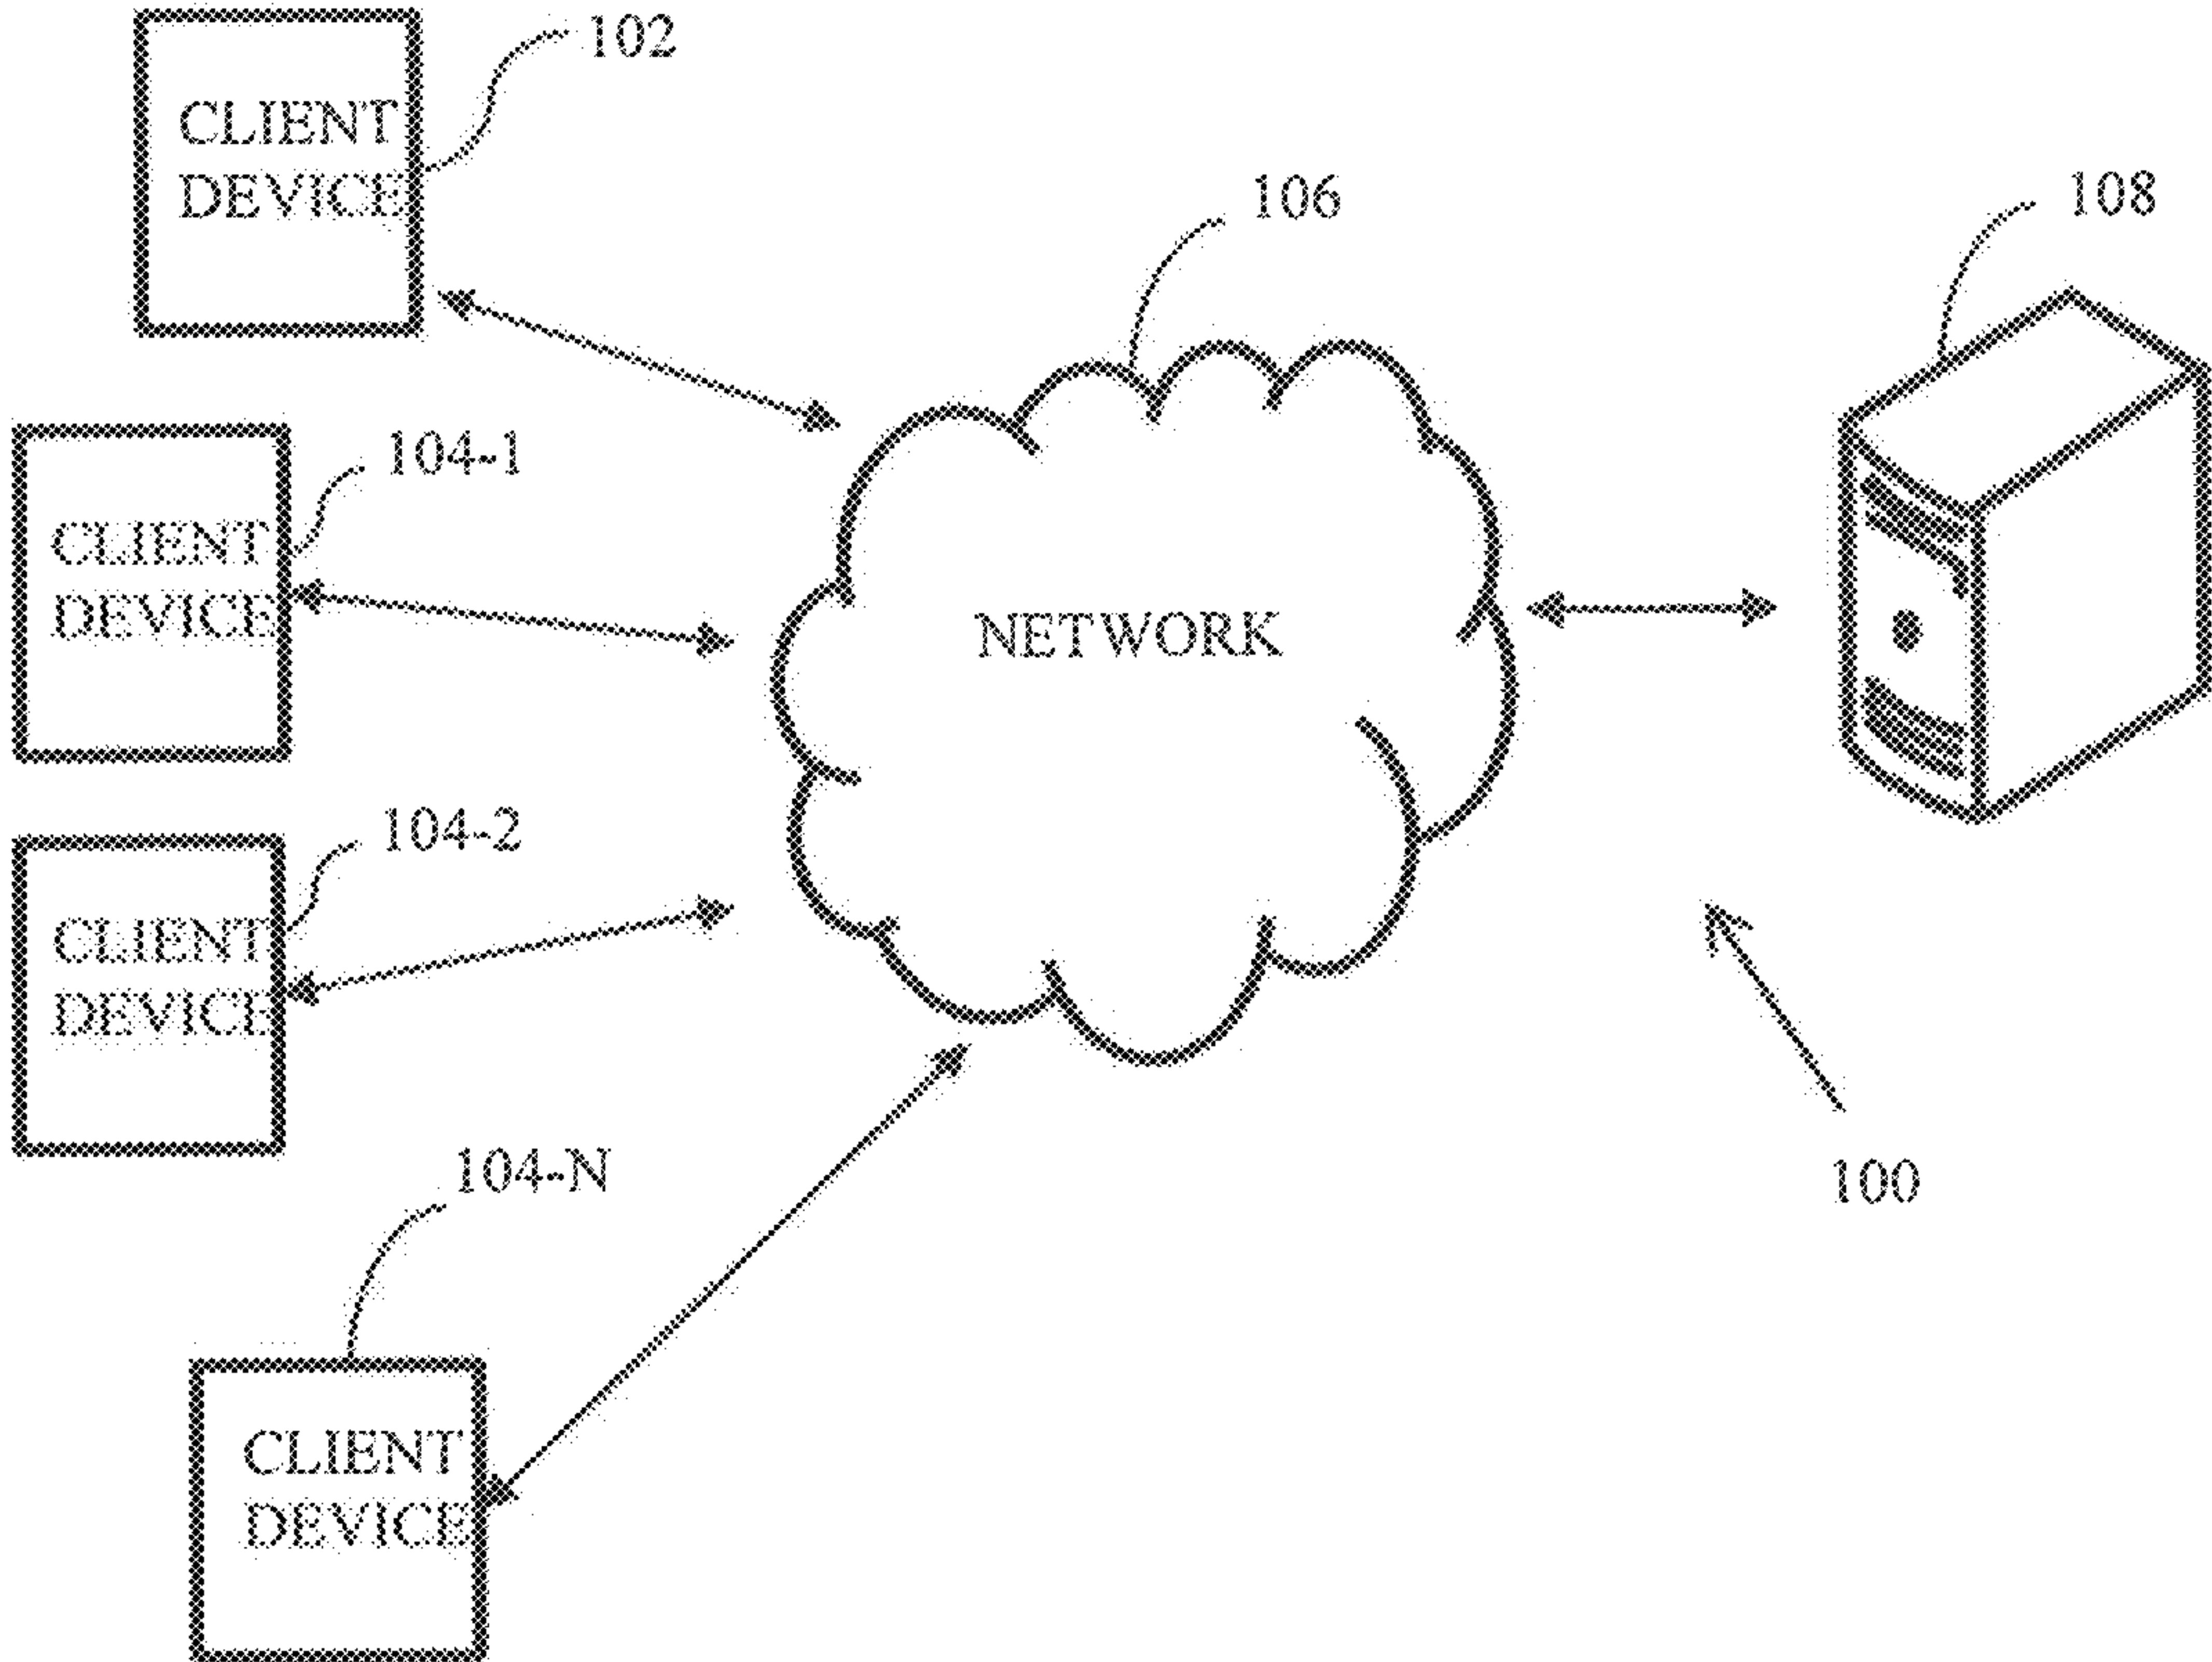 102
CLIENT
DEVICE
106
108
104-1
CLIENT
DEVICE
NETWORK
104-2
CLIENT
DEVICE
104-N
100
CLIENT
DEVICE